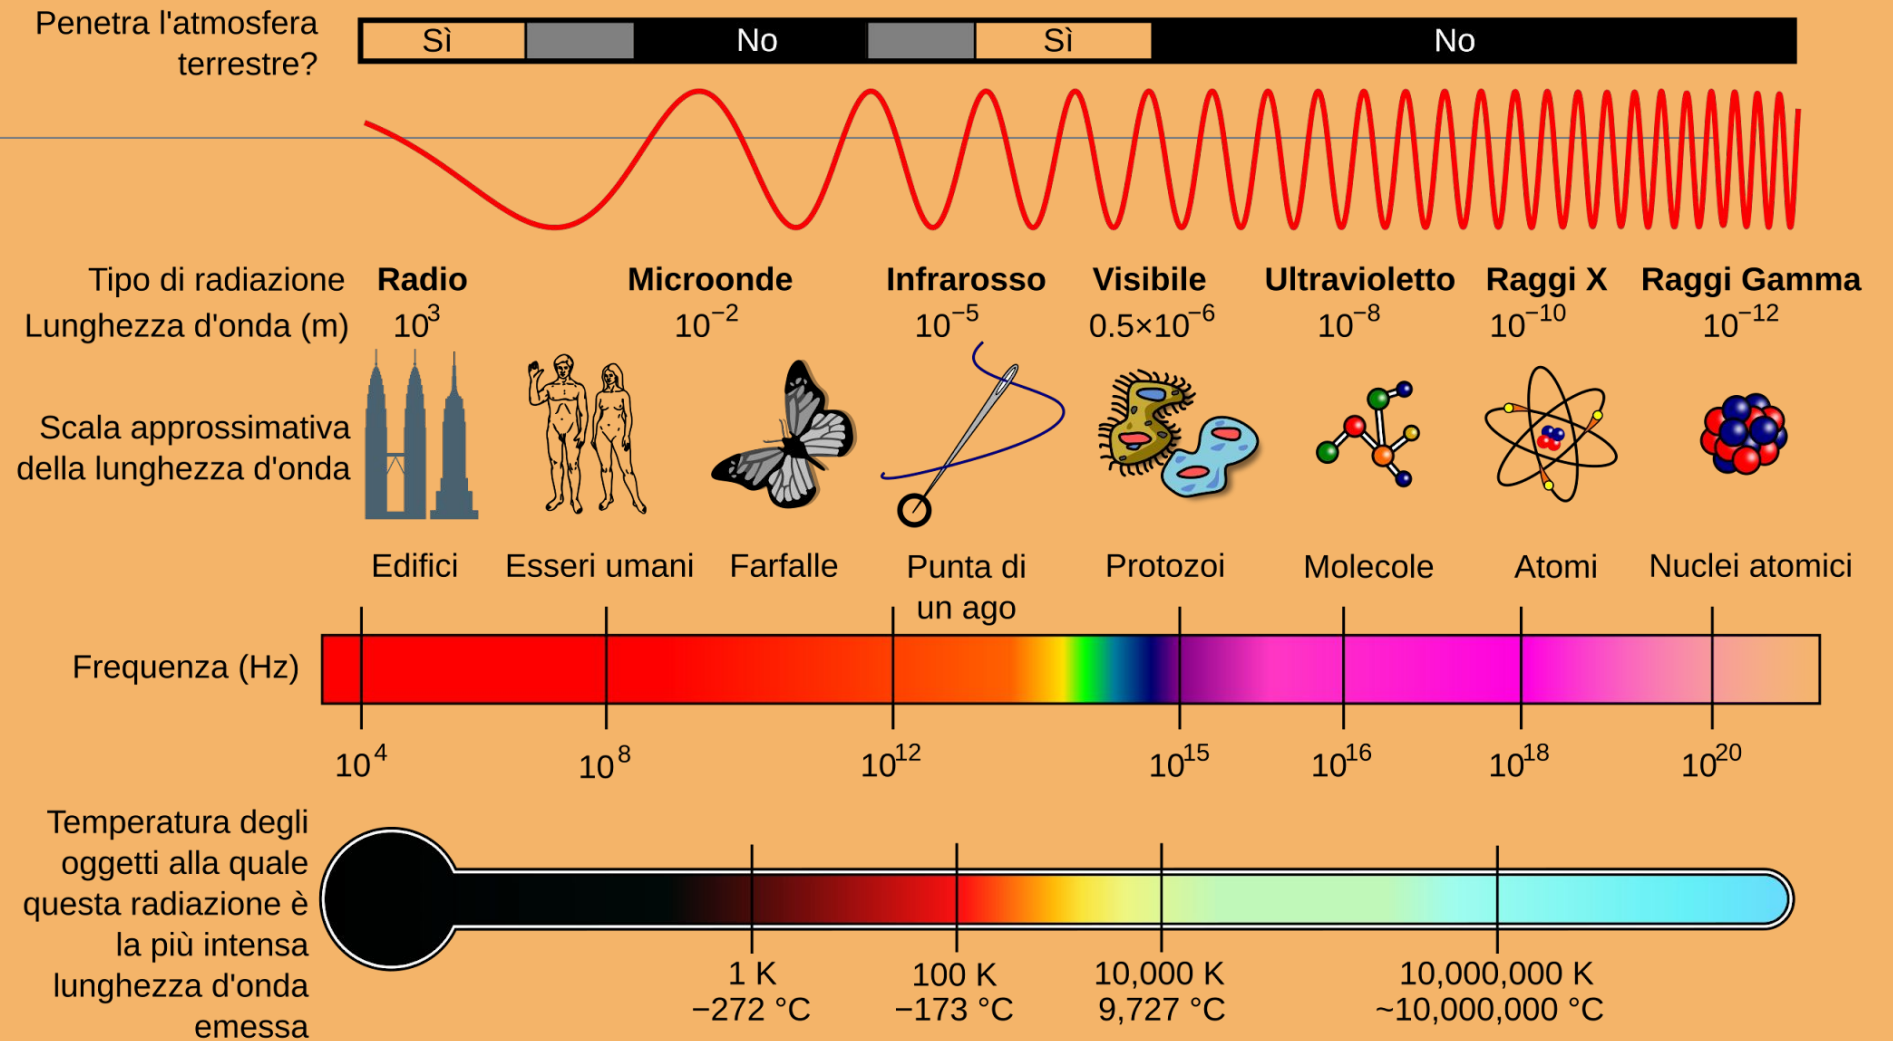 Penetra l'atmosfera
terrestre?
Sì No Sì No
Tipo di radiazione Radio Microonde Infrarosso Visibile Ultravioletto Raggi X Raggi Gamma
Lunghezza d'onda (m) 10³ 10⁻² 10⁻⁵ 0.5×10⁻⁶ 10⁻⁸ 10⁻¹⁰ 10⁻¹²
Scala approssimativa
della lunghezza d'onda
Edifici Esseri umani Farfalle Punta di Protozoi Molecole Atomi Nuclei atomici
un ago
Frequenza (Hz)
10⁴ 10⁸ 10¹² 10¹⁵ 10¹⁶ 10¹⁸ 10²⁰
Temperatura degli
oggetti alla quale
questa radiazione è
la più intensa
lunghezza d'onda
emessa
1 K 100 K 10,000 K 10,000,000 K
−272 °C −173 °C 9,727 °C ~10,000,000 °C